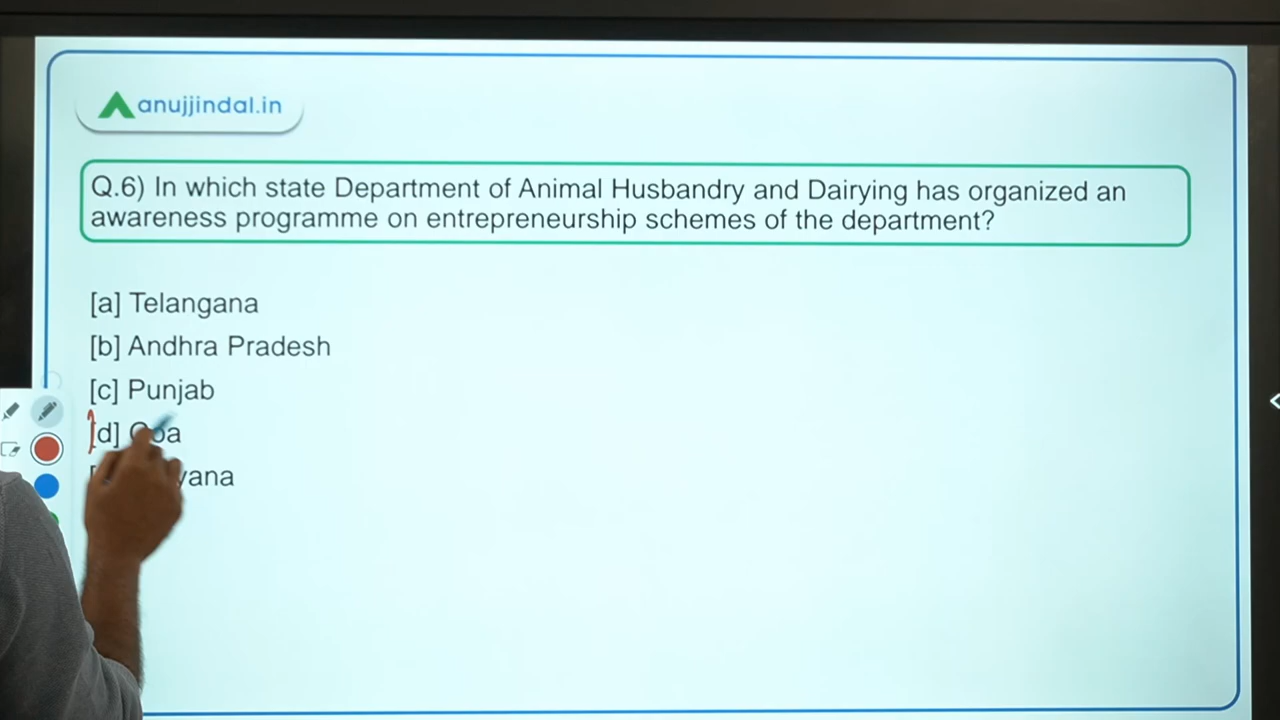 anujjindal.in
Q.6) In which state Department of Animal Husbandry and Dairying has organized an
awareness programme on entrepreneurship schemes of the department?
[a] Telangana
[b] Andhra Pradesh
[c] Punjab
[d] Goa